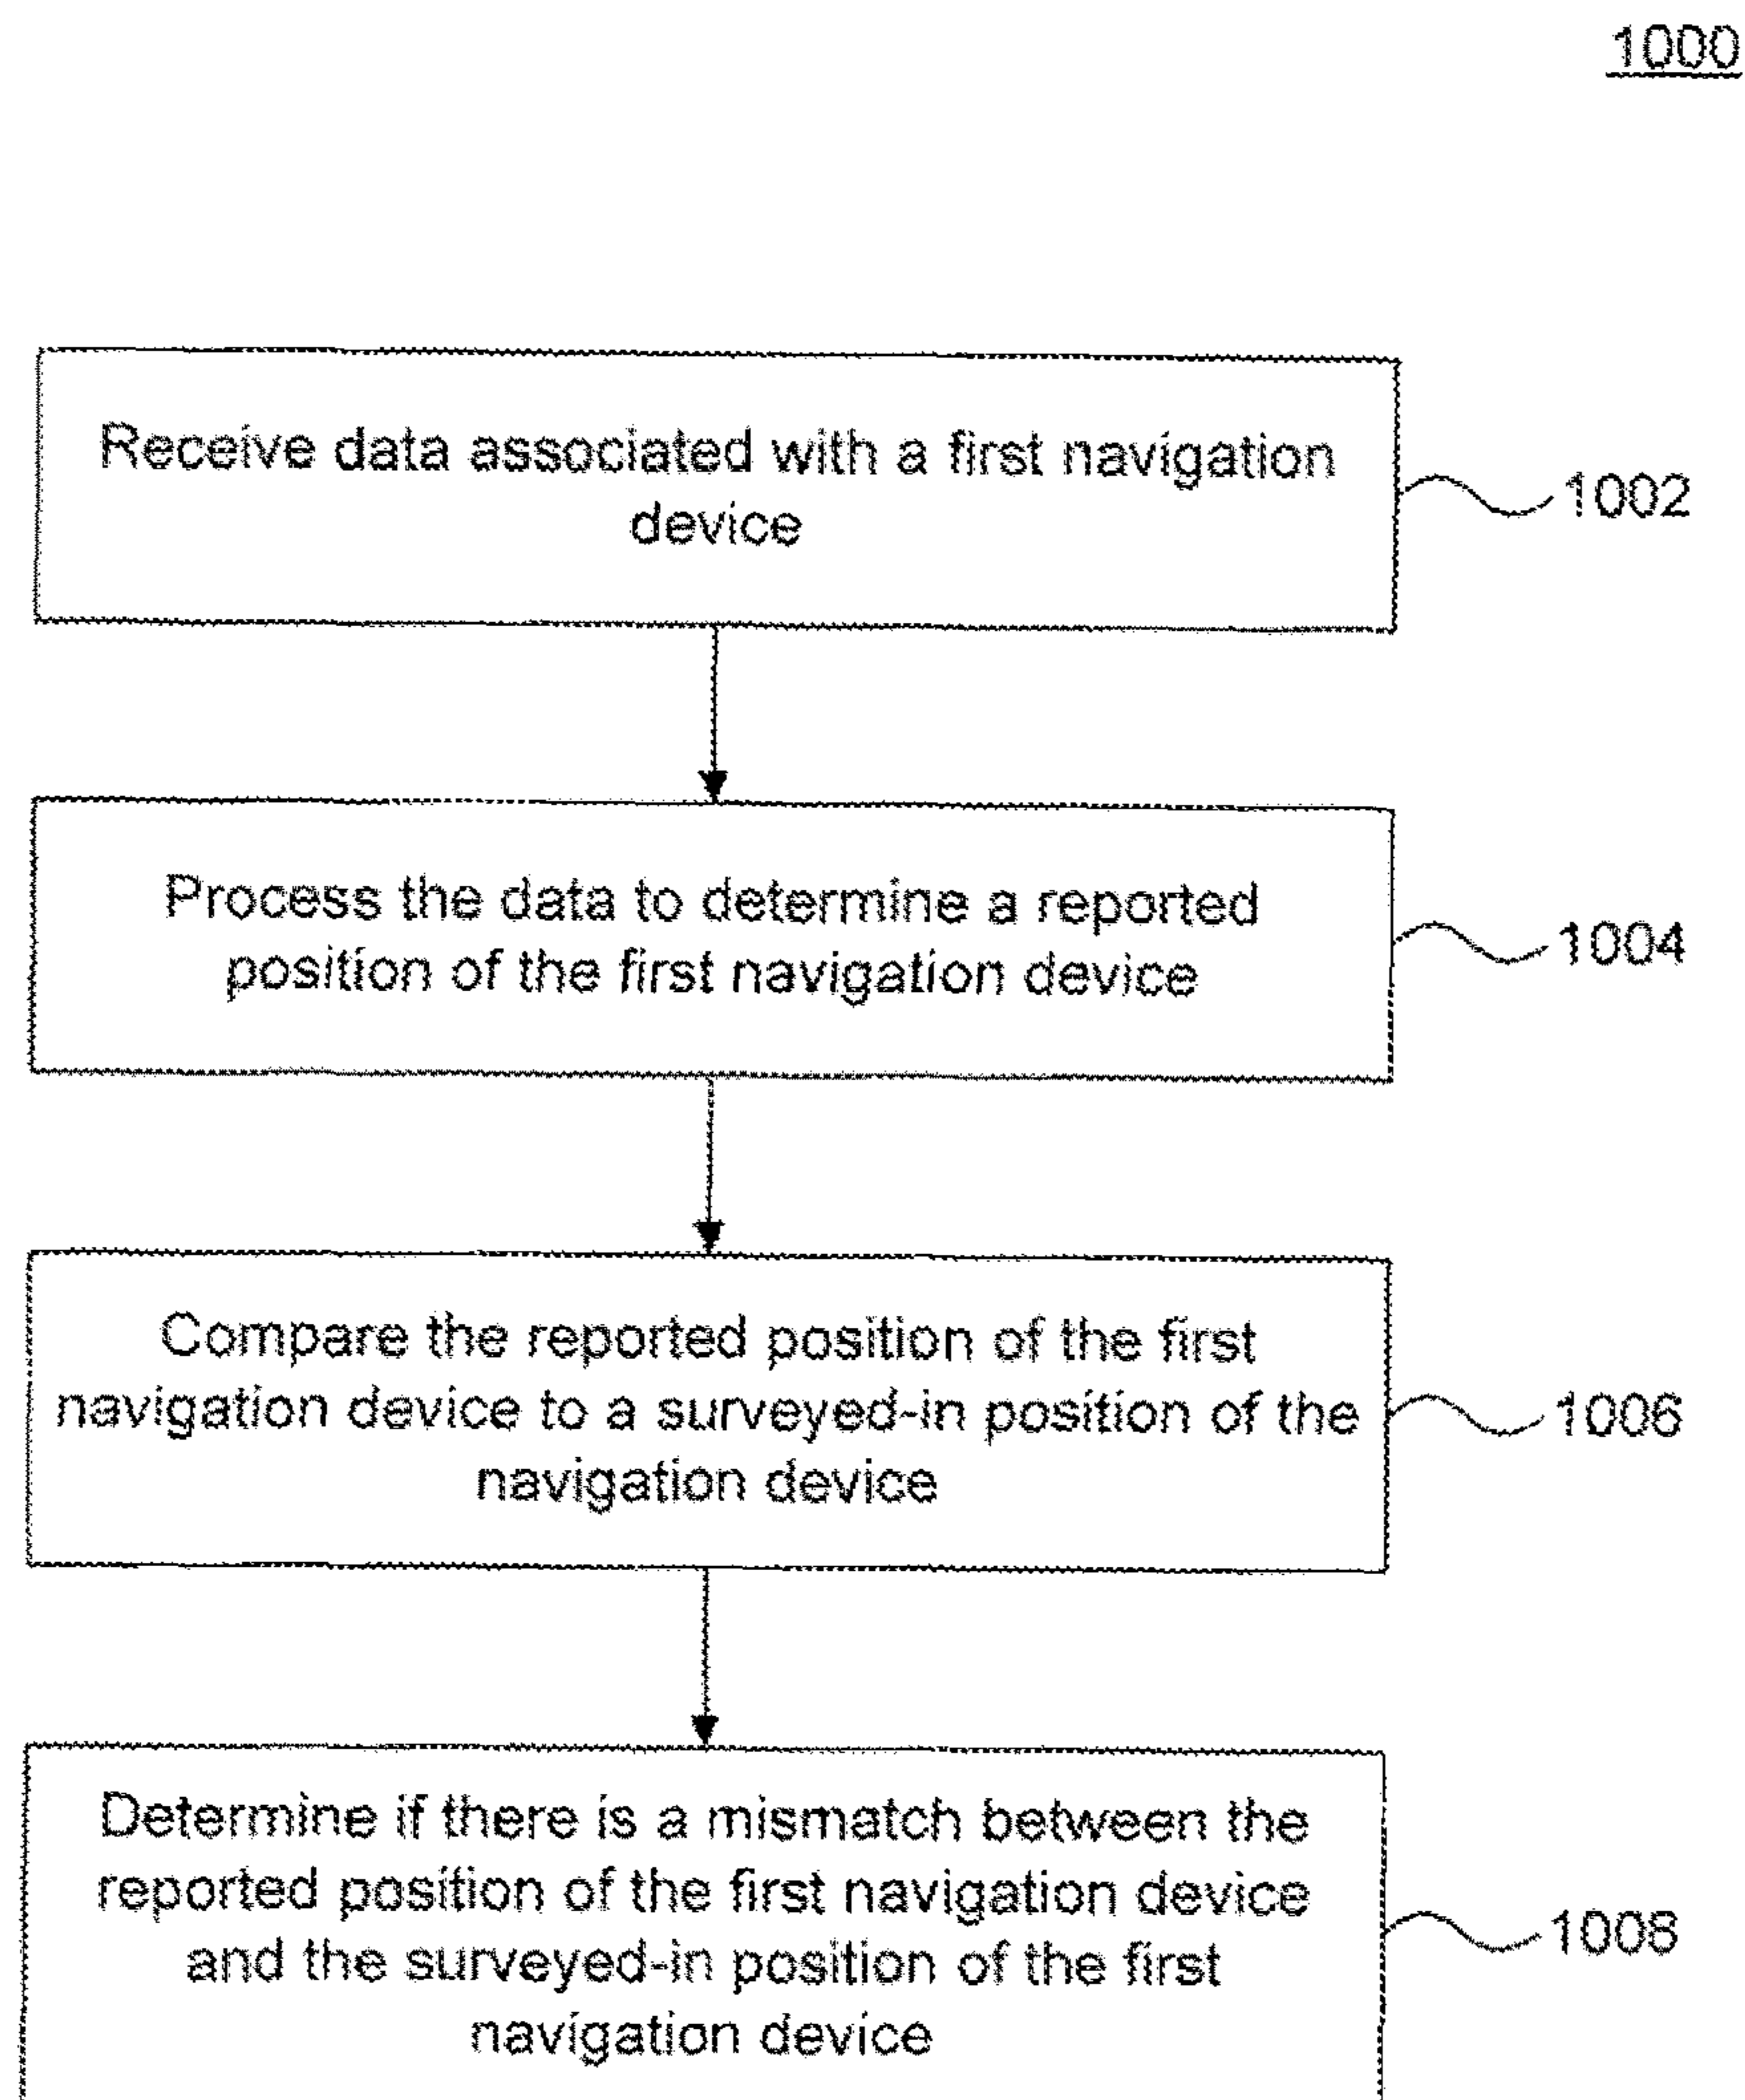 1000
Receive data associated with a first navigation
device
1002
Process the data to determine a reported
position of the first navigation device
1004
Compare the reported position of the first
navigation device to a surveyed-in position of the
navigation device
1006
Determine if there is a mismatch between the
reported position of the first navigation device
and the surveyed-in position of the first
navigation device
1008